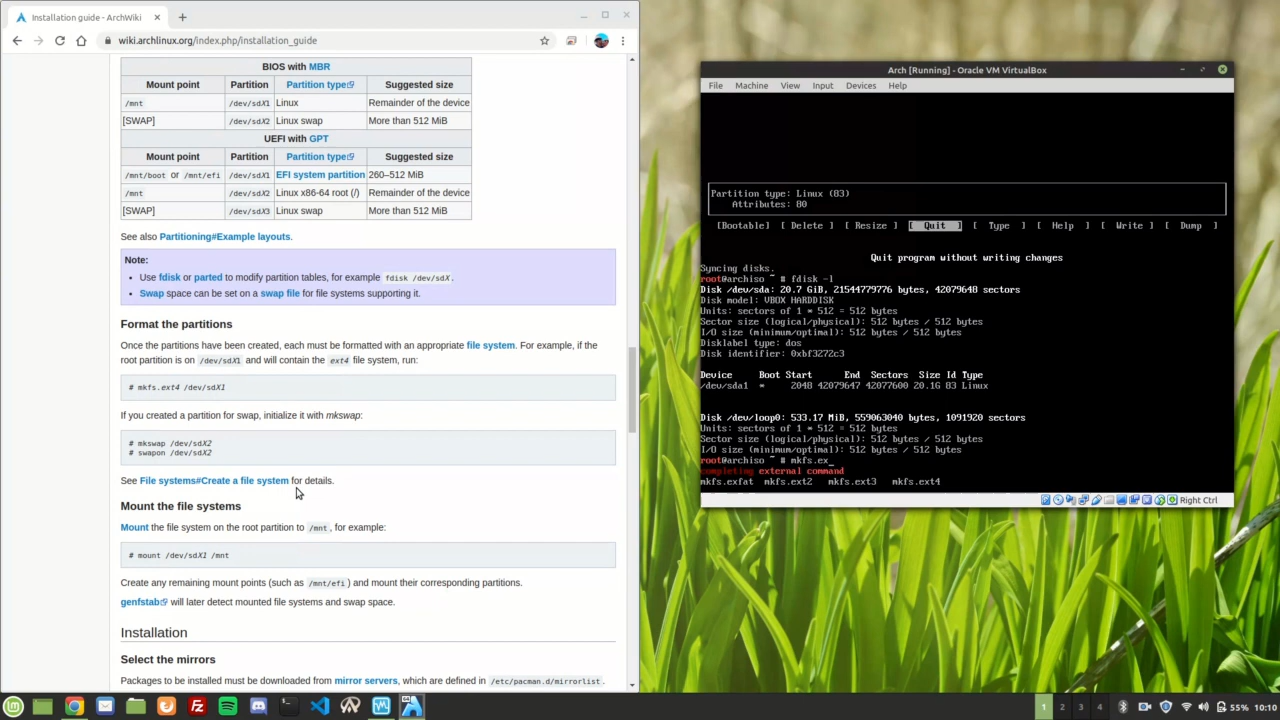 Installation guide - ArchWiki
wiki.archlinux.org/index.php/installation_guide
BIOS with MBR
Mount point Partition Partition type Suggested size
/mnt /dev/sdX1 Linux Remainder of the device
[SWAP] /dev/sdX2 Linux swap More than 512 MiB
UEFI with GPT
Mount point Partition Partition type Suggested size
/mnt/boot or /mnt/efi /dev/sdX1 EFI system partition 260–512 MiB
/mnt /dev/sdX2 Linux x86-64 root (/) Remainder of the device
[SWAP] /dev/sdX3 Linux swap More than 512 MiB
See also Partitioning#Example layouts.
Note:
• Use fdisk or parted to modify partition tables, for example fdisk /dev/sdX.
• Swap space can be set on a swap file for file systems supporting it.
Format the partitions
Once the partitions have been created, each must be formatted with an appropriate file system. For example, if the
root partition is on /dev/sdX1 and will contain the ext4 file system, run:
# mkfs.ext4 /dev/sdX1
If you created a partition for swap, initialize it with mkswap:
# mkswap /dev/sdX2
# swapon /dev/sdX2
See File systems#Create a file system for details.
Mount the file systems
Mount the file system on the root partition to /mnt, for example:
# mount /dev/sdX1 /mnt
Create any remaining mount points (such as /mnt/efi) and mount their corresponding partitions.
genfstab will later detect mounted file systems and swap space.
Installation
Select the mirrors
Packages to be installed must be downloaded from mirror servers, which are defined in /etc/pacman.d/mirrorlist.
Arch [Running] - Oracle VM VirtualBox
File Machine View Input Devices Help
Partition type: Linux (83)
Attributes: 80
[Bootable] [ Delete ] [ Resize ] [ Quit ] [ Type ] [ Help ] [ Write ] [ Dump ]
Quit program without writing changes
Syncing disks.
root@archiso ~ # fdisk -l
Disk /dev/sda: 20.7 GiB, 21544779776 bytes, 42079648 sectors
Disk model: VBOX HARDDISK
Units: sectors of 1 * 512 = 512 bytes
Sector size (logical/physical): 512 bytes / 512 bytes
I/O size (minimum/optimal): 512 bytes / 512 bytes
Disklabel type: dos
Disk identifier: 0xbf3272c3
Device Boot Start End Sectors Size Id Type
/dev/sda1 * 2048 42079647 42077600 20.1G 83 Linux
Disk /dev/loop0: 533.17 MiB, 559063040 bytes, 1091920 sectors
Units: sectors of 1 * 512 = 512 bytes
Sector size (logical/physical): 512 bytes / 512 bytes
I/O size (minimum/optimal): 512 bytes / 512 bytes
root@archiso ~ # mkfs.ex_
completing external command
mkfs.exfat mkfs.ext2 mkfs.ext3 mkfs.ext4
Right Ctrl
1 2 3 4 55% 10:10